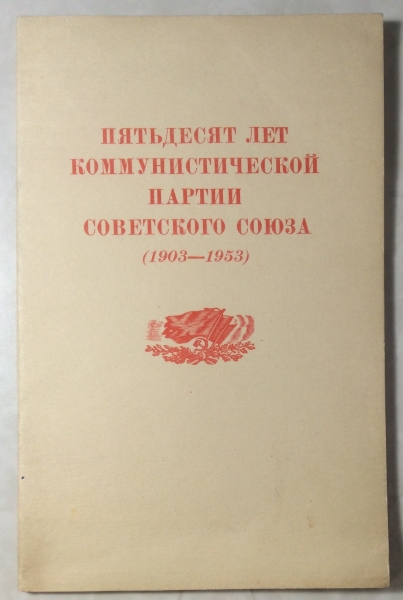 ПЯТЬДЕСЯТ ЛЕТ
КОММУНИСТИЧЕСКОЙ
ПАРТИИ
СОВЕТСКОГО СОЮЗА
(1903—1953)